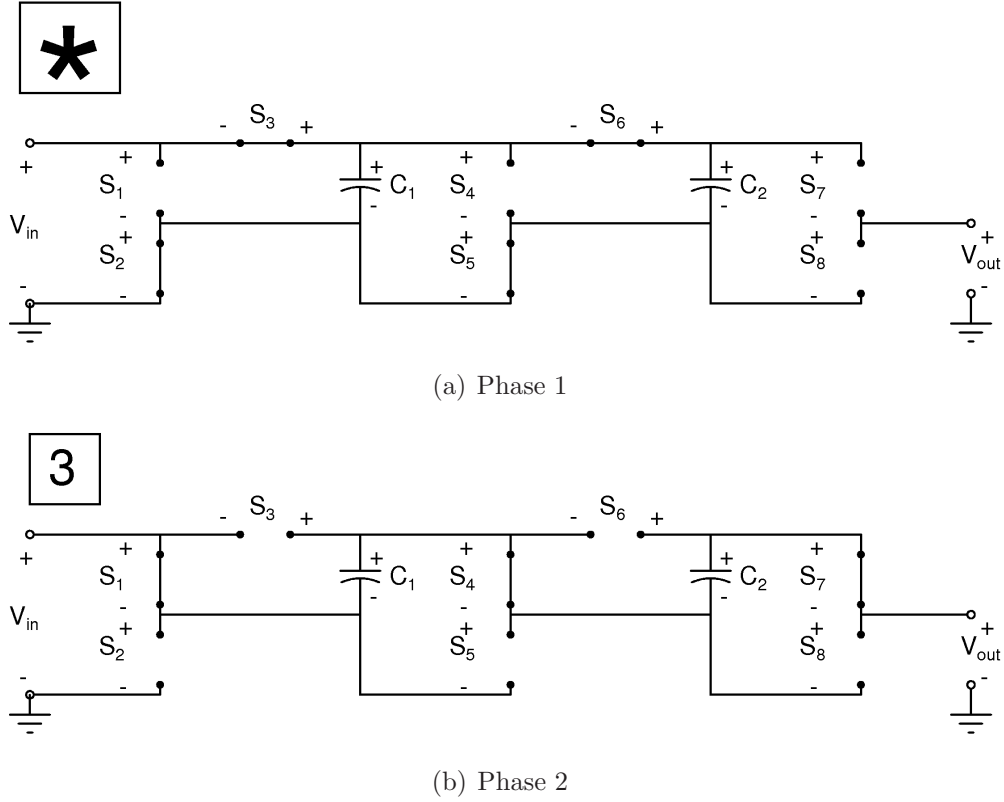 *
- S3 + - S6 +
+ + + C1 + + C2 +
S1 S4 S7
Vin - - - - -
+ + + +
S2 S5 S8 Vout
- - - - -
(a) Phase 1
3
- S3 + - S6 +
+ + + C1 + + C2 +
S1 S4 S7
Vin - - - - -
+ + + +
S2 S5 S8 Vout
- - - - -
(b) Phase 2